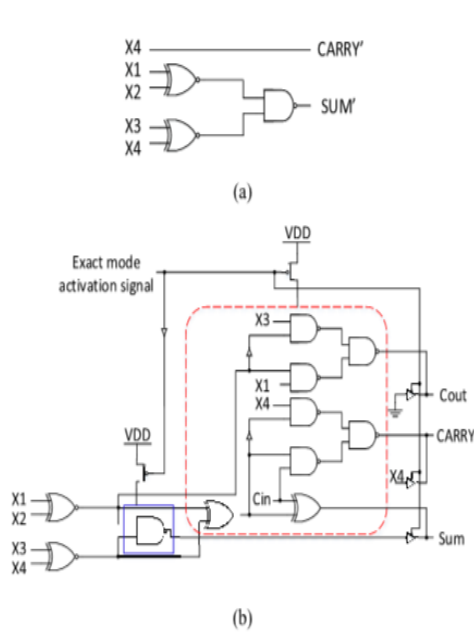 X4 CARRY'
X1
X2
SUM'
X3
X4
(a)
VDD
Exact mode
activation signal
X3
X1
Cout
X4
VDD
CARRY
X4
Cin
X1
X2
Sum
X3
X4
(b)